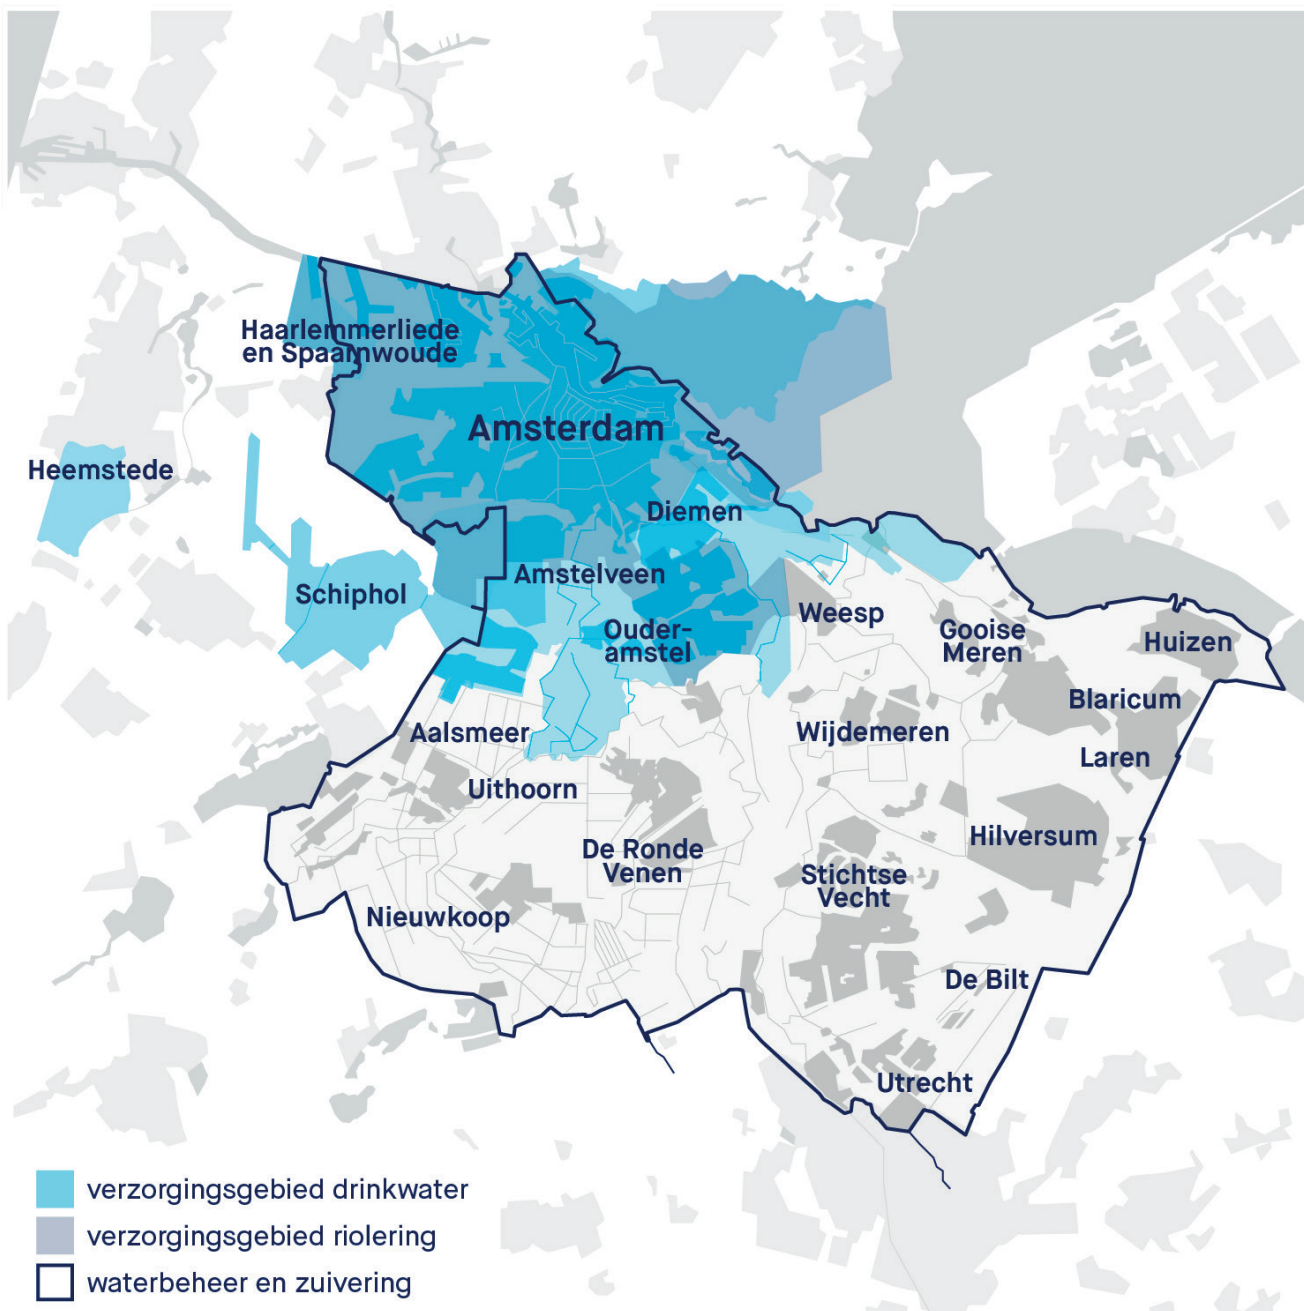 Haarlemmerliede
en Spaarnwoude
Amsterdam
Heemstede
Diemen
Schiphol
Amstelveen
Ouder-
amstel
Weesp
Gooise
Meren
Huizen
Blaricum
Aalsmeer
Wijdemeren
Laren
Uithoorn
Hilversum
De Ronde
Venen
Stichtse
Vecht
Nieuwkoop
De Bilt
Utrecht
verzorgingsgebied drinkwater
verzorgingsgebied riolering
waterbeheer en zuivering